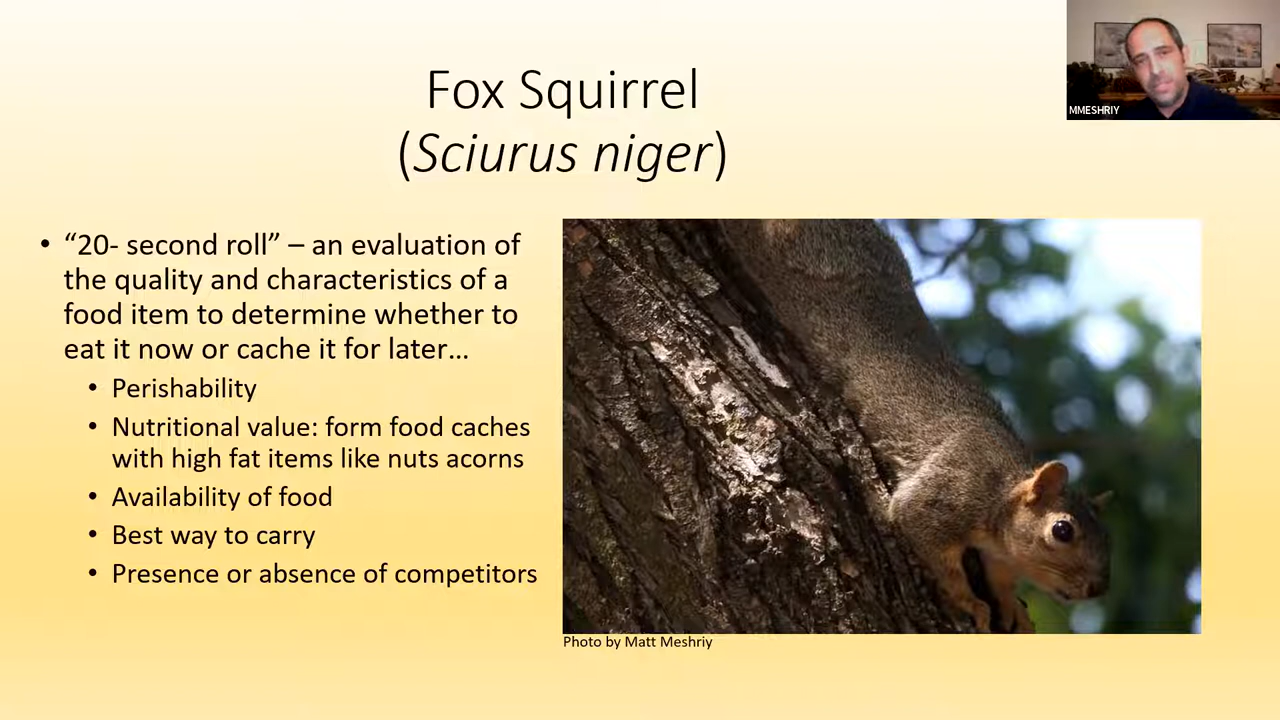 MMESHRIY
Fox Squirrel
(Sciurus niger)
• “20- second roll” – an evaluation of
the quality and characteristics of a
food item to determine whether to
eat it now or cache it for later…
• Perishability
• Nutritional value: form food caches
with high fat items like nuts acorns
• Availability of food
• Best way to carry
• Presence or absence of competitors
Photo by Matt Meshriy